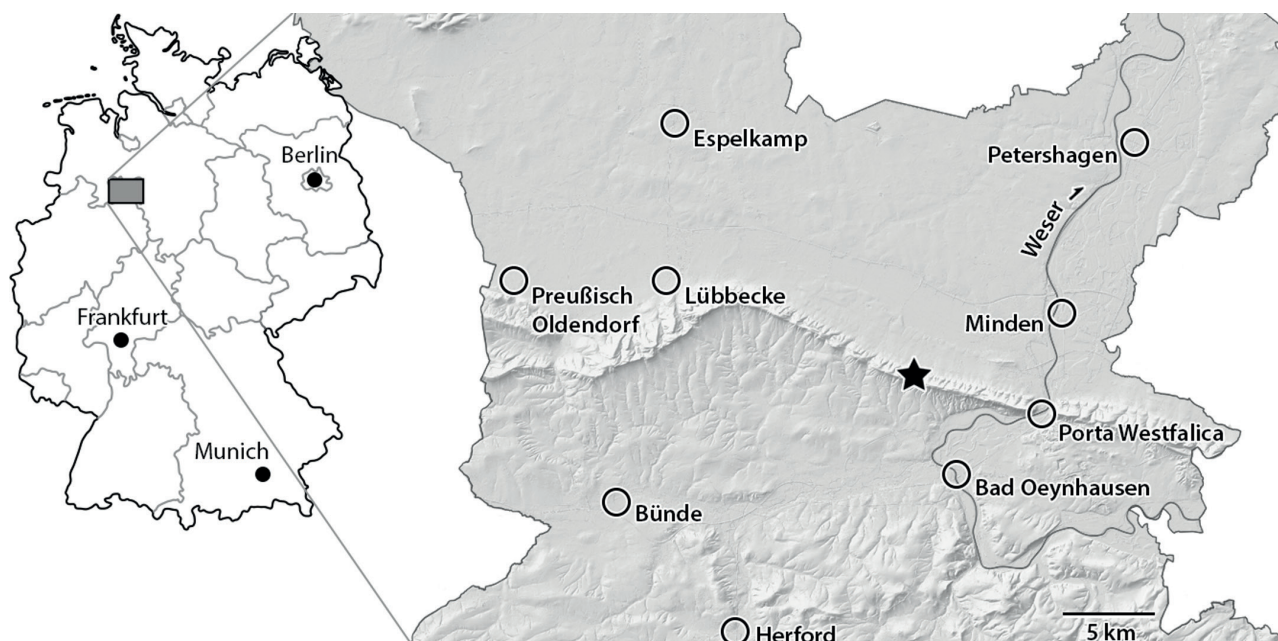 Berlin
Frankfurt
Munich
Espelkamp
Petershagen
Weser
Preußisch
Oldendorf
Lübbecke
Minden
Porta Westfalica
Bad Oeynhausen
Bünde
Herford
5 km